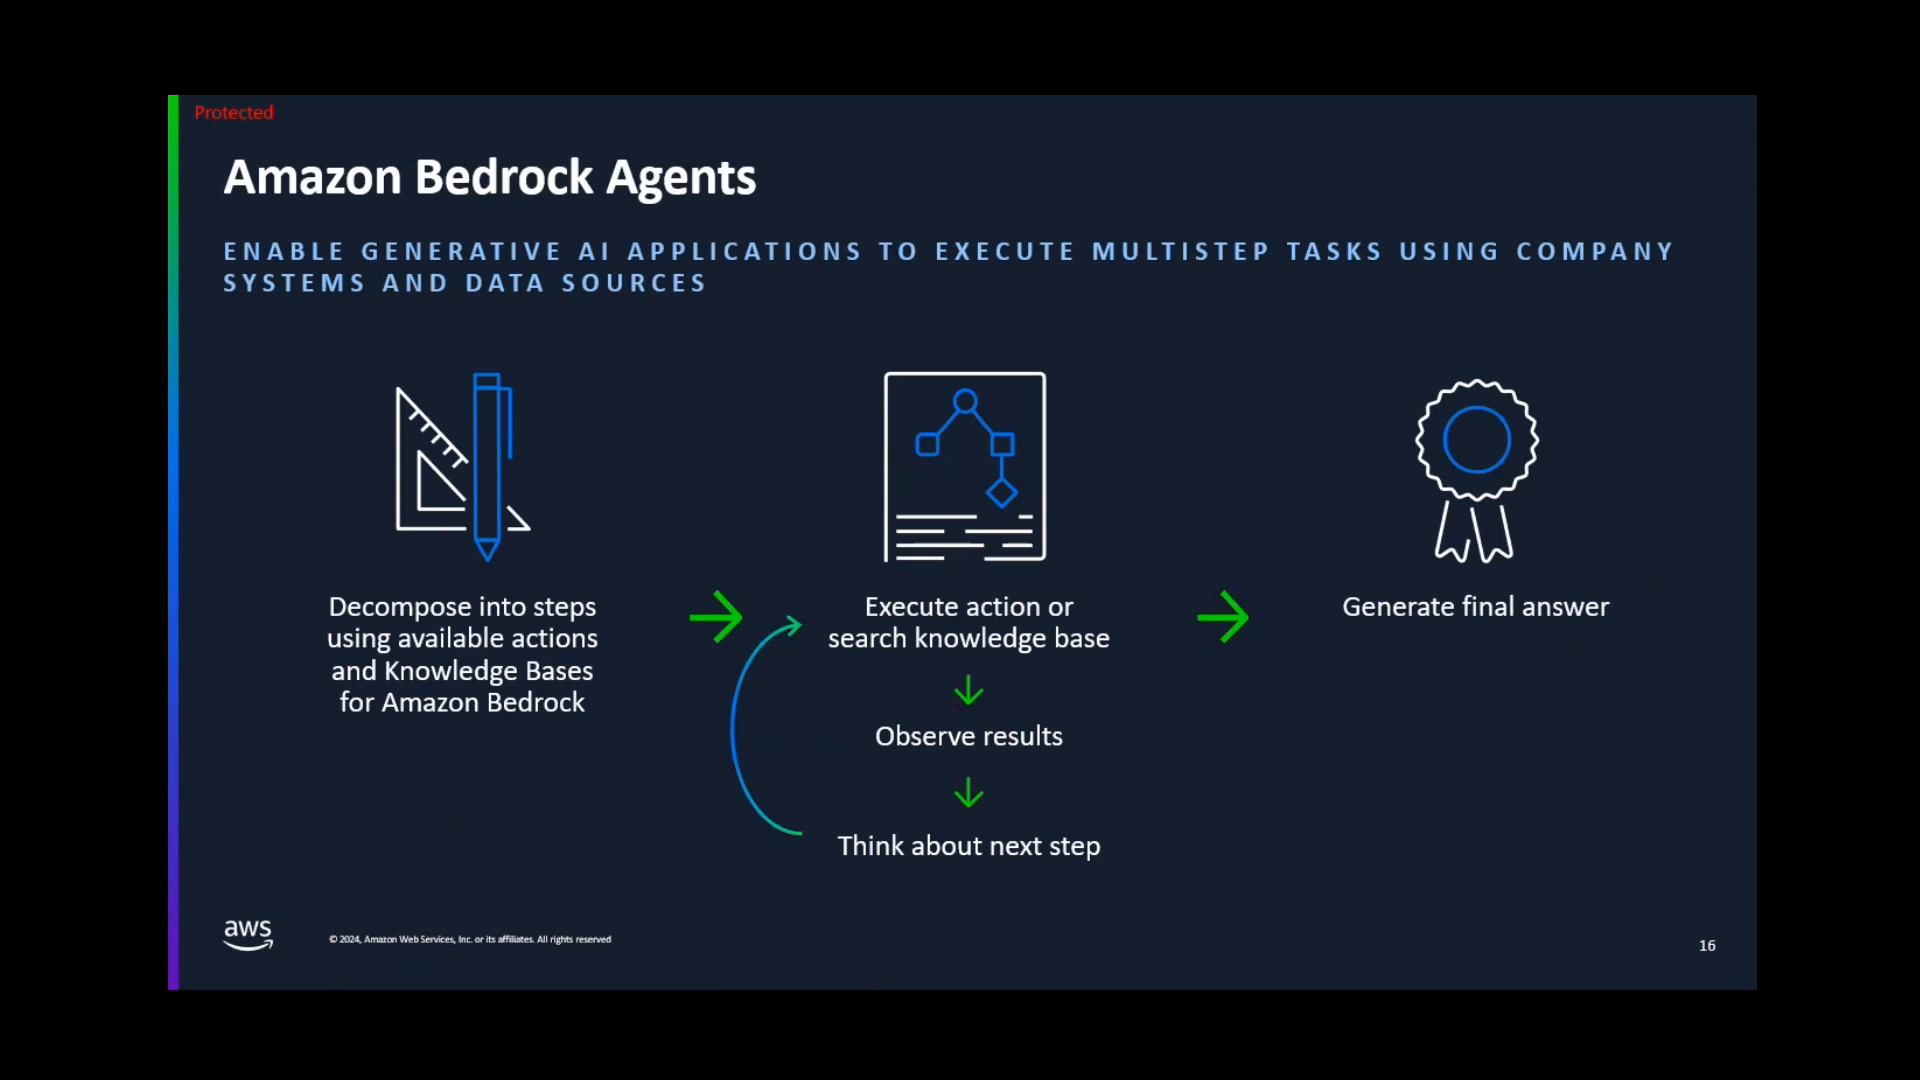 Protected
Amazon Bedrock Agents
ENABLE GENERATIVE AI APPLICATIONS TO EXECUTE MULTISTEP TASKS USING COMPANY
SYSTEMS AND DATA SOURCES
Decompose into steps
using available actions
and Knowledge Bases
for Amazon Bedrock
Execute action or
search knowledge base
Observe results
Think about next step
Generate final answer
aws
© 2024, Amazon Web Services, Inc. or its affiliates. All rights reserved
16